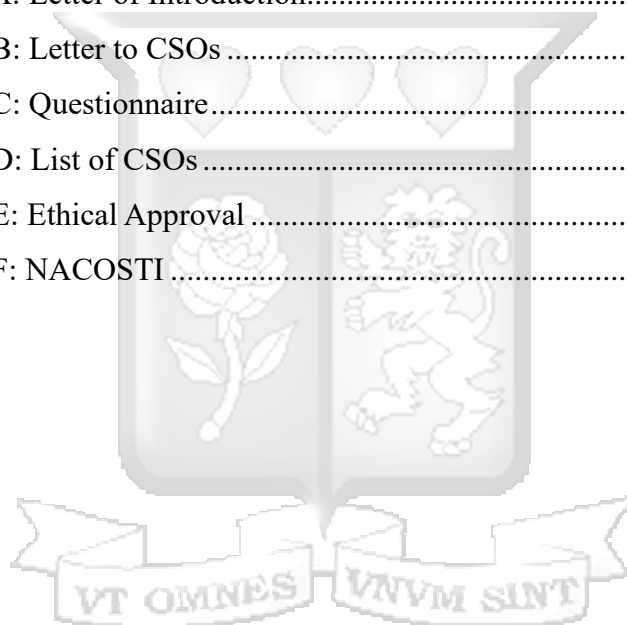 A: Letter of Introduction..............................................
B: Letter to CSOs.........................................................
C: Questionnaire..........................................................
D: List of CSOs...........................................................
E: Ethical Approval.....................................................
F: NACOSTI................................................................
VT OMNES VNVM SINT